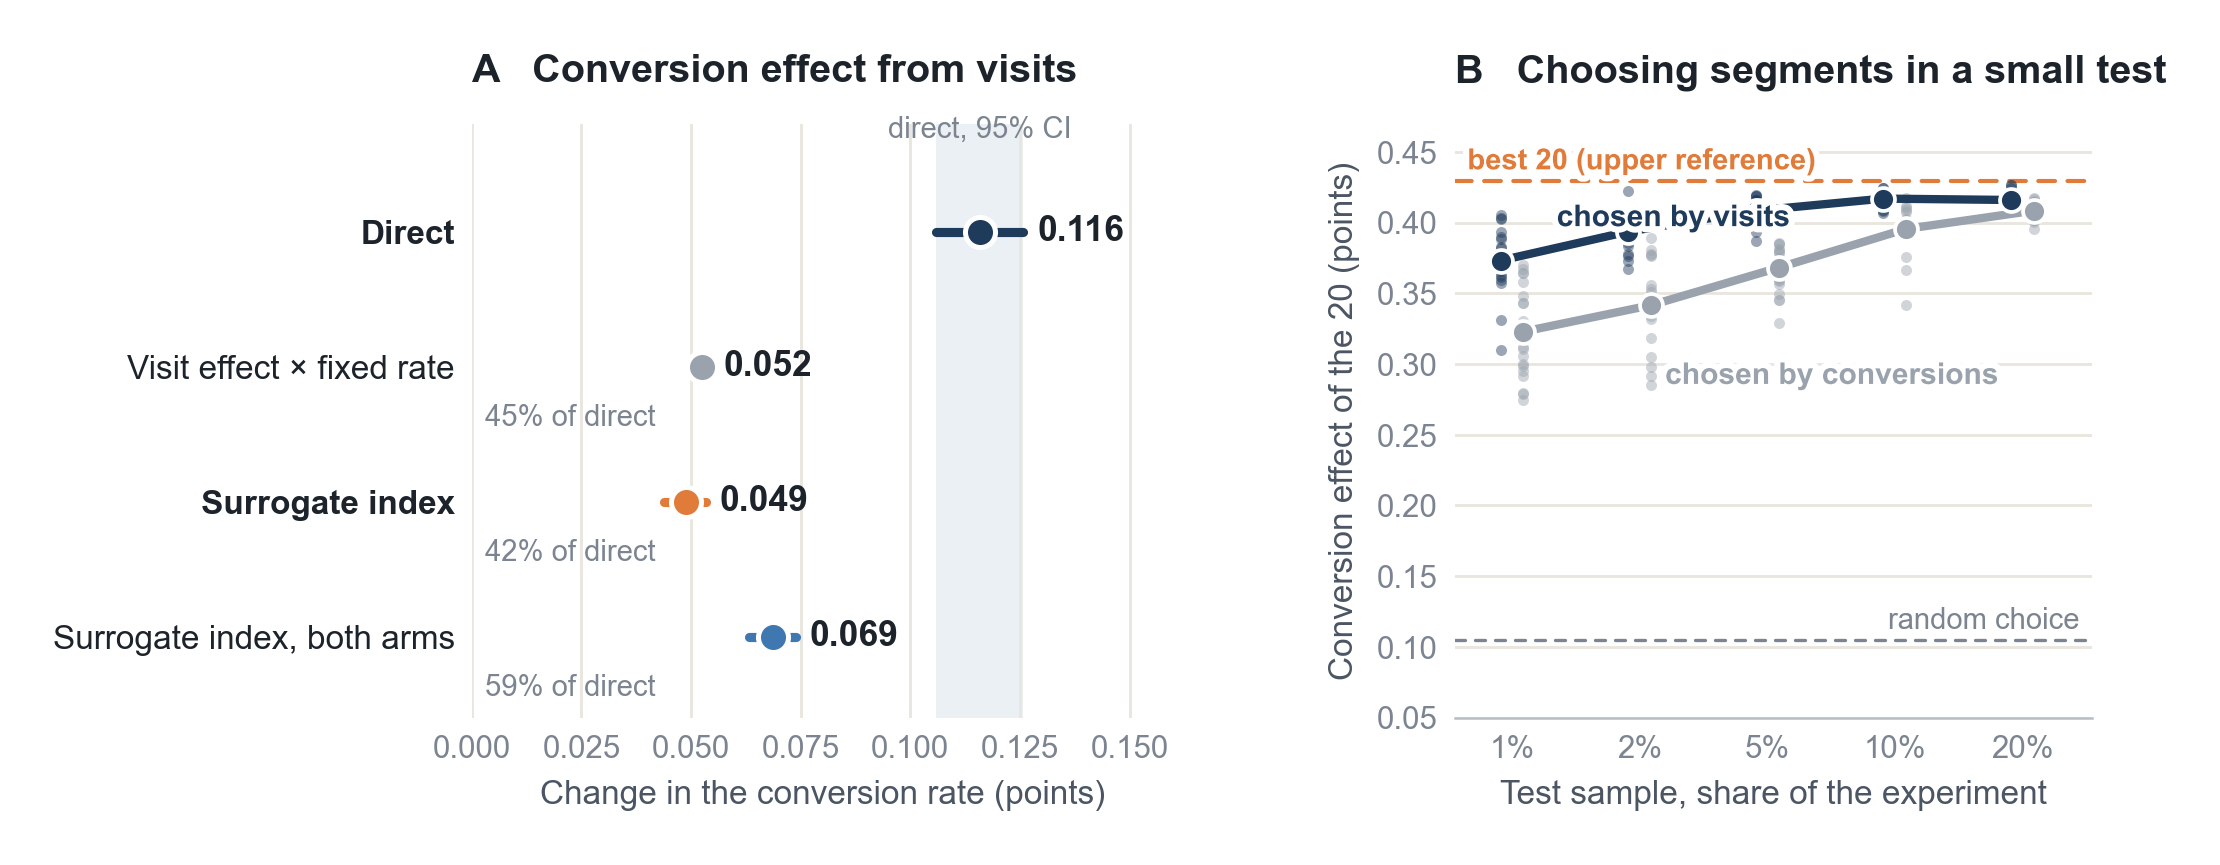 A Conversion effect from visits
direct, 95% CI
Direct
0.116
Visit effect × fixed rate
0.052
45% of direct
Surrogate index
0.049
42% of direct
Surrogate index, both arms
0.069
59% of direct
0.000 0.025 0.050 0.075 0.100 0.125 0.150
Change in the conversion rate (points)
B Choosing segments in a small test
Conversion effect of the 20 (points)
0.45
best 20 (upper reference)
0.40
chosen by visits
0.35
0.30
chosen by conversions
0.25
0.20
0.15
random choice
0.10
0.05
1% 2% 5% 10% 20%
Test sample, share of the experiment